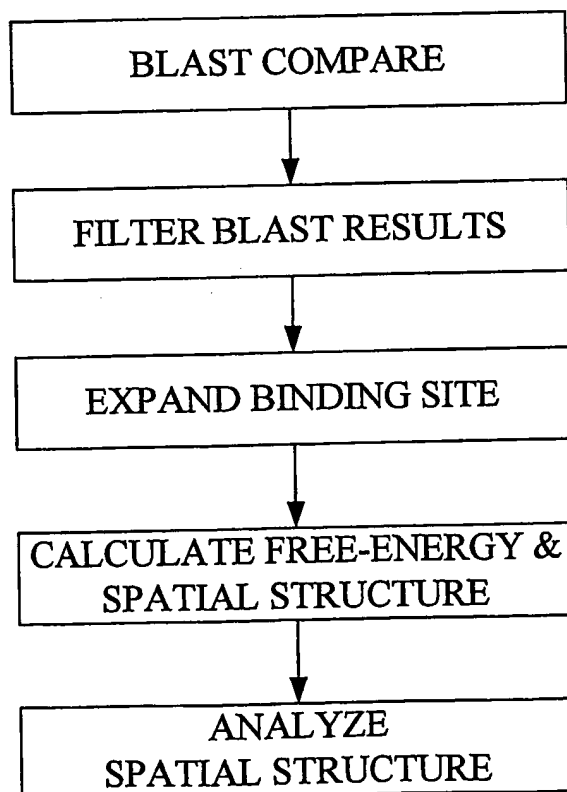 BLAST COMPARE
FILTER BLAST RESULTS
EXPAND BINDING SITE
CALCULATE FREE-ENERGY &
SPATIAL STRUCTURE
ANALYZE
SPATIAL STRUCTURE